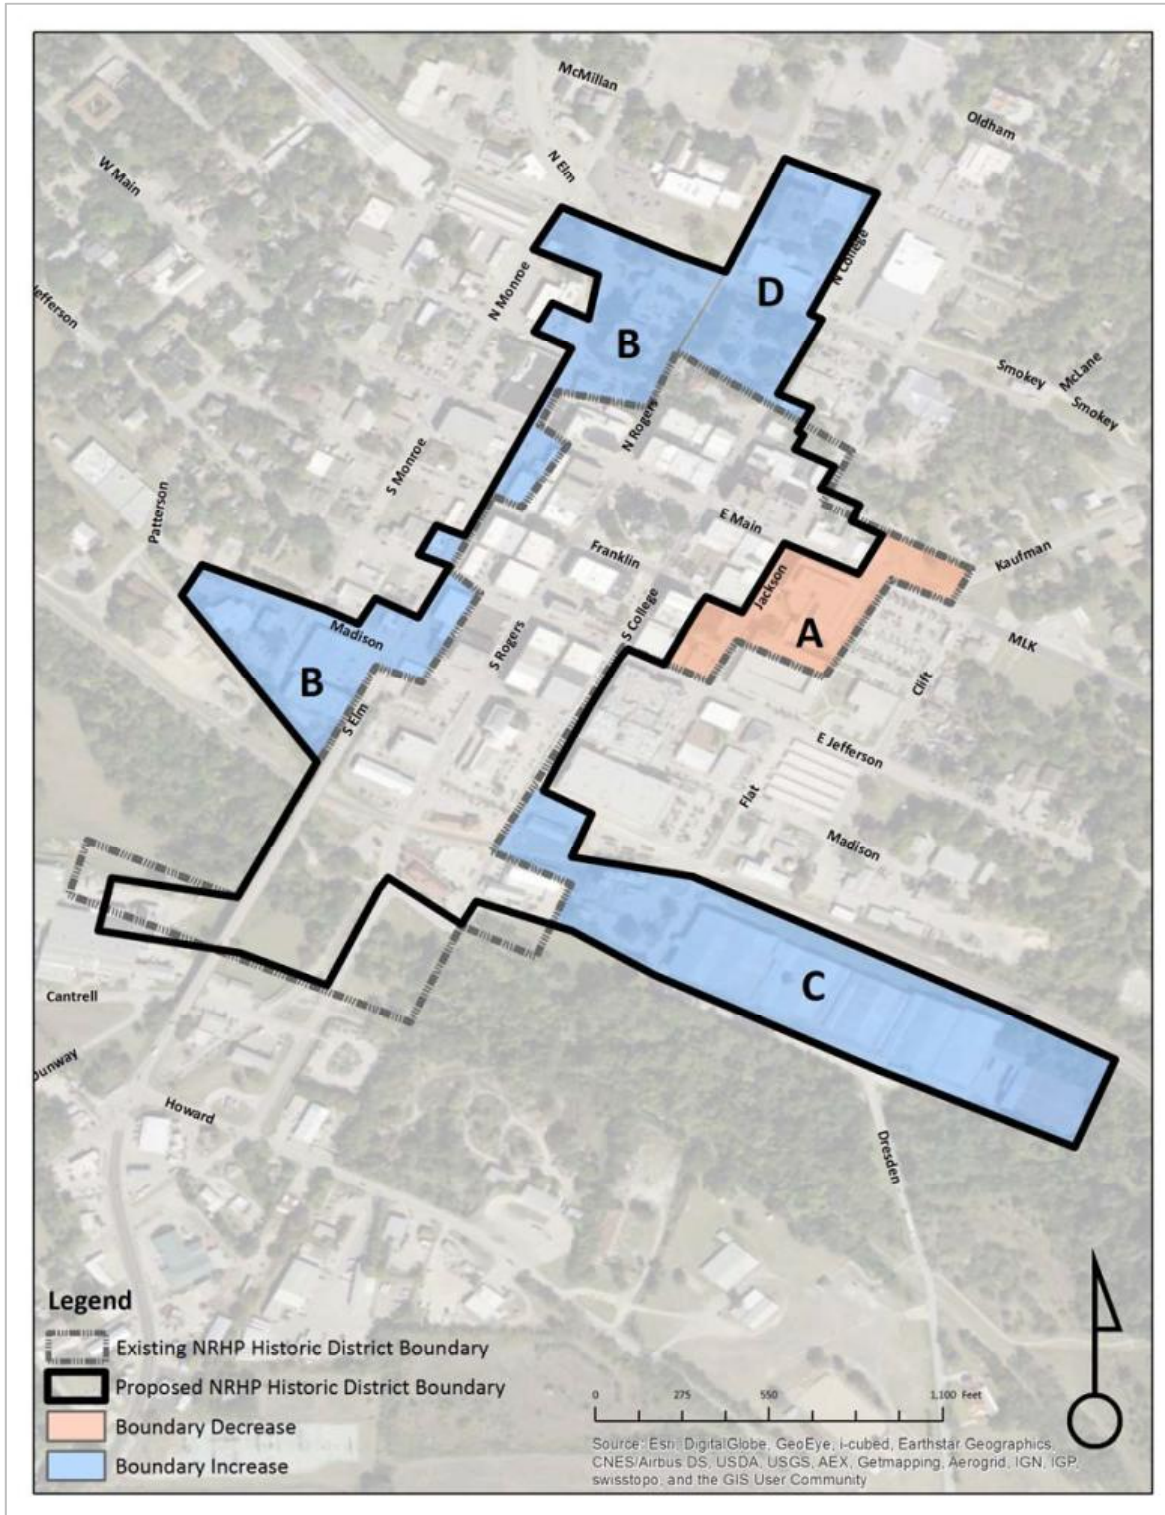 McMillan
Oldham
N Elm
W Main
N College
N Monroe
D
Jefferson
B
Smokey
McLane
Smokey
N Rogers
S Monroe
Patterson
E Main
Franklin
Kaufman
Jackson
S College
A
MLK
Madison
S Rogers
B
Clift
S Elm
E Jefferson
Flat
Madison
C
Cantrell
Dunway
Howard
Dresden
Legend
Existing NRHP Historic District Boundary
Proposed NRHP Historic District Boundary
Boundary Decrease
Boundary Increase
0 275 550 1,100 Feet
Source: Esri, DigitalGlobe, GeoEye, i-cubed, Earthstar Geographics,
CNES/Airbus DS, USDA, USGS, AEX, Getmapping, Aerogrid, IGN, IGP,
swisstopo, and the GIS User Community